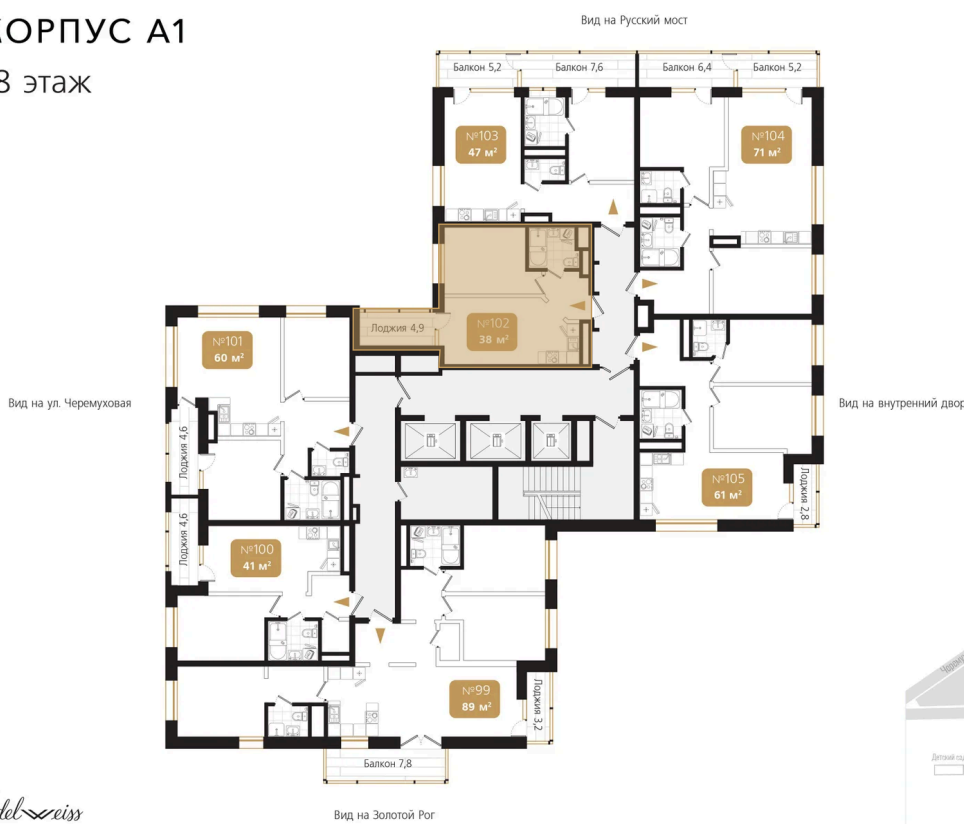 КОРПУС А1
8 этаж
Вид на Русский мост
Балкон 5,2
Балкон 7,6
Балкон 6,4
Балкон 5,2
№103
47 м²
№104
71 м²
Лоджия 4,9
№102
38 м²
№101
60 м²
Вид на ул. Черемуховая
Вид на внутренний двор
Лоджия 4,6
Лоджия 4,6
№105
61 м²
Лоджия 2,8
№100
41 м²
№99
89 м²
Лоджия 3,2
Балкон 7,8
Вид на Золотой Рог
delweiss